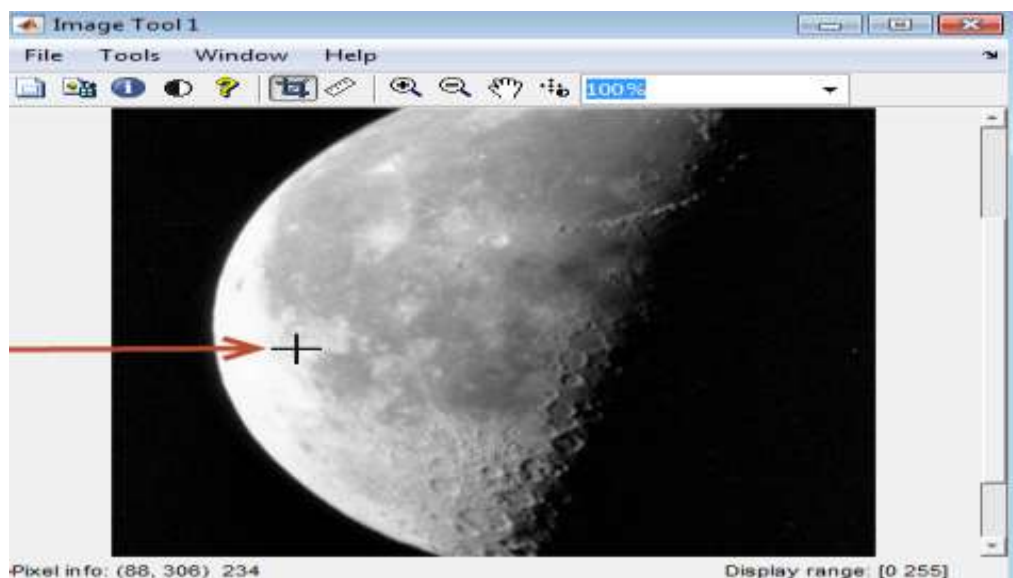 Image Tool 1
File Tools Window Help
100%
Pixel info: (88, 306) 234
Display range: [0 255]